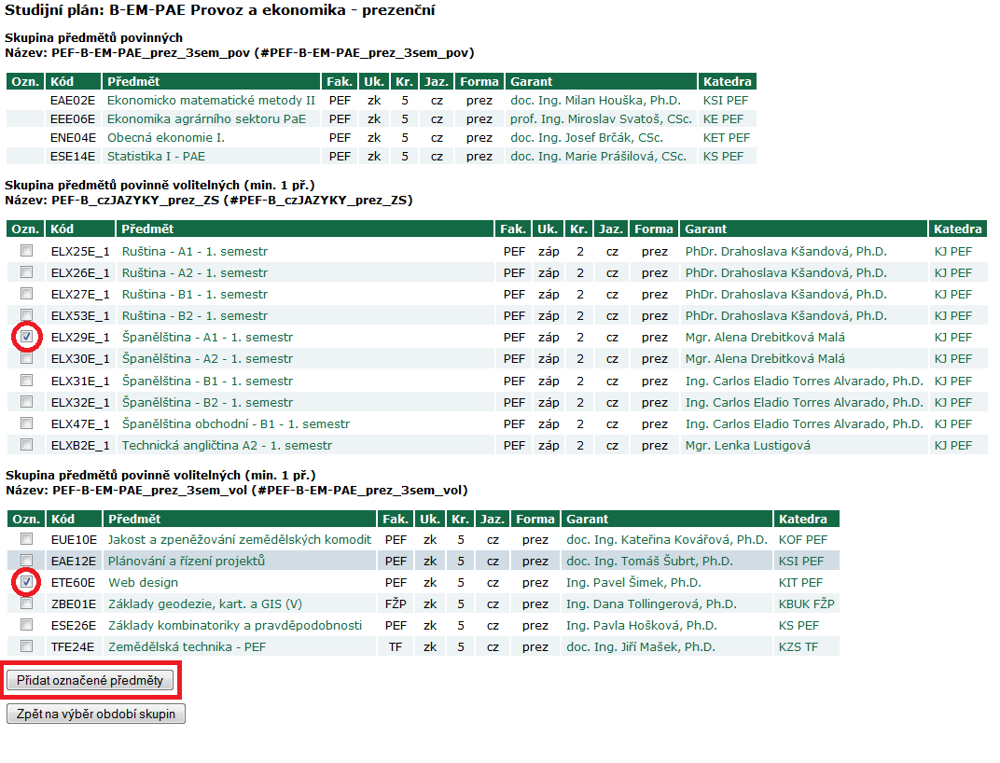 Studijní plán: B-EM-PAE Provoz a ekonomika - prezenční
Skupina předmětů povinných
Název: PEF-B-EM-PAE_prez_3sem_pov (#PEF-B-EM-PAE_prez_3sem_pov)
Ozn. Kód Předmět Fak. Uk. Kr. Jaz. Forma Garant Katedra
EAE02E Ekonomicko matematické metody II PEF zk 5 cz prez doc. Ing. Milan Houška, Ph.D. KSI PEF
EEE06E Ekonomika agrárního sektoru PaE PEF zk 5 cz prez prof. Ing. Miroslav Svatoš, CSc. KE PEF
ENE04E Obecná ekonomie I. PEF zk 5 cz prez doc. Ing. Josef Brčák, CSc. KET PEF
ESE14E Statistika I - PAE PEF zk 5 cz prez doc. Ing. Marie Prášilová, CSc. KS PEF
Skupina předmětů povinně volitelných (min. 1 př.)
Název: PEF-B_czJAZYKY_prez_ZS (#PEF-B_czJAZYKY_prez_ZS)
Ozn. Kód Předmět Fak. Uk. Kr. Jaz. Forma Garant Katedra
ELX25E_1 Ruština - A1 - 1. semestr PEF záp 2 cz prez PhDr. Drahoslava Kšandová, Ph.D. KJ PEF
ELX26E_1 Ruština - A2 - 1. semestr PEF záp 2 cz prez PhDr. Drahoslava Kšandová, Ph.D. KJ PEF
ELX27E_1 Ruština - B1 - 1. semestr PEF záp 2 cz prez PhDr. Drahoslava Kšandová, Ph.D. KJ PEF
ELX53E_1 Ruština - B2 - 1. semestr PEF záp 2 cz prez PhDr. Drahoslava Kšandová, Ph.D. KJ PEF
ELX29E_1 Španělština - A1 - 1. semestr PEF záp 2 cz prez Mgr. Alena Drebitková Malá KJ PEF
ELX30E_1 Španělština - A2 - 1. semestr PEF záp 2 cz prez Mgr. Alena Drebitková Malá KJ PEF
ELX31E_1 Španělština - B1 - 1. semestr PEF záp 2 cz prez Ing. Carlos Eladio Torres Alvarado, Ph.D. KJ PEF
ELX32E_1 Španělština - B2 - 1. semestr PEF záp 2 cz prez Ing. Carlos Eladio Torres Alvarado, Ph.D. KJ PEF
ELX47E_1 Španělština obchodní - B1 - 1. semestr PEF záp 2 cz prez Ing. Carlos Eladio Torres Alvarado, Ph.D. KJ PEF
ELXB2E_1 Technická angličtina A2 - 1. semestr PEF záp 2 cz prez Mgr. Lenka Lustigová KJ PEF
Skupina předmětů povinně volitelných (min. 1 př.)
Název: PEF-B-EM-PAE_prez_3sem_vol (#PEF-B-EM-PAE_prez_3sem_vol)
Ozn. Kód Předmět Fak. Uk. Kr. Jaz. Forma Garant Katedra
EUE10E Jakost a zpeněžování zemědělských komodit PEF zk 5 cz prez doc. Ing. Kateřina Kovářová, Ph.D. KOF PEF
EAE12E Plánování a řízení projektů PEF zk 5 cz prez doc. Ing. Tomáš Šubrt, Ph.D. KSI PEF
ETE60E Web design PEF zk 5 cz prez Ing. Pavel Šimek, Ph.D. KIT PEF
ZBE01E Základy geodezie, kart. a GIS (V) FŽP zk 5 cz prez Ing. Dana Tollingerová, Ph.D. KBUK FŽP
ESE26E Základy kombinatoriky a pravděpodobnosti PEF zk 5 cz prez Ing. Pavla Hošková, Ph.D. KS PEF
TFE24E Zemědělská technika - PEF TF zk 5 cz prez doc. Ing. Jiří Mašek, Ph.D. KZS TF
Přidat označené předměty
Zpět na výběr období skupin